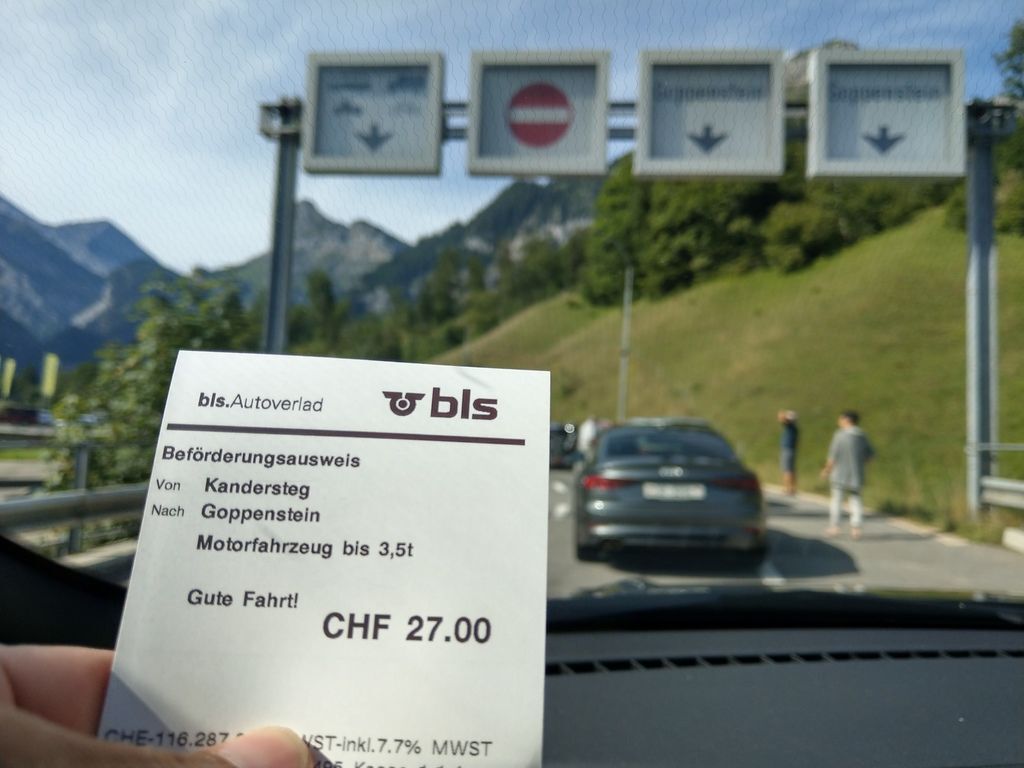 Goppenstein
Goppenstein
bls.Autoverlad
bls
Beförderungsausweis
Von Kandersteg
Nach Goppenstein
Motorfahrzeug bis 3,5t
Gute Fahrt!
CHF 27.00
CHE-116.287. WST-inkl.7.7% MWST